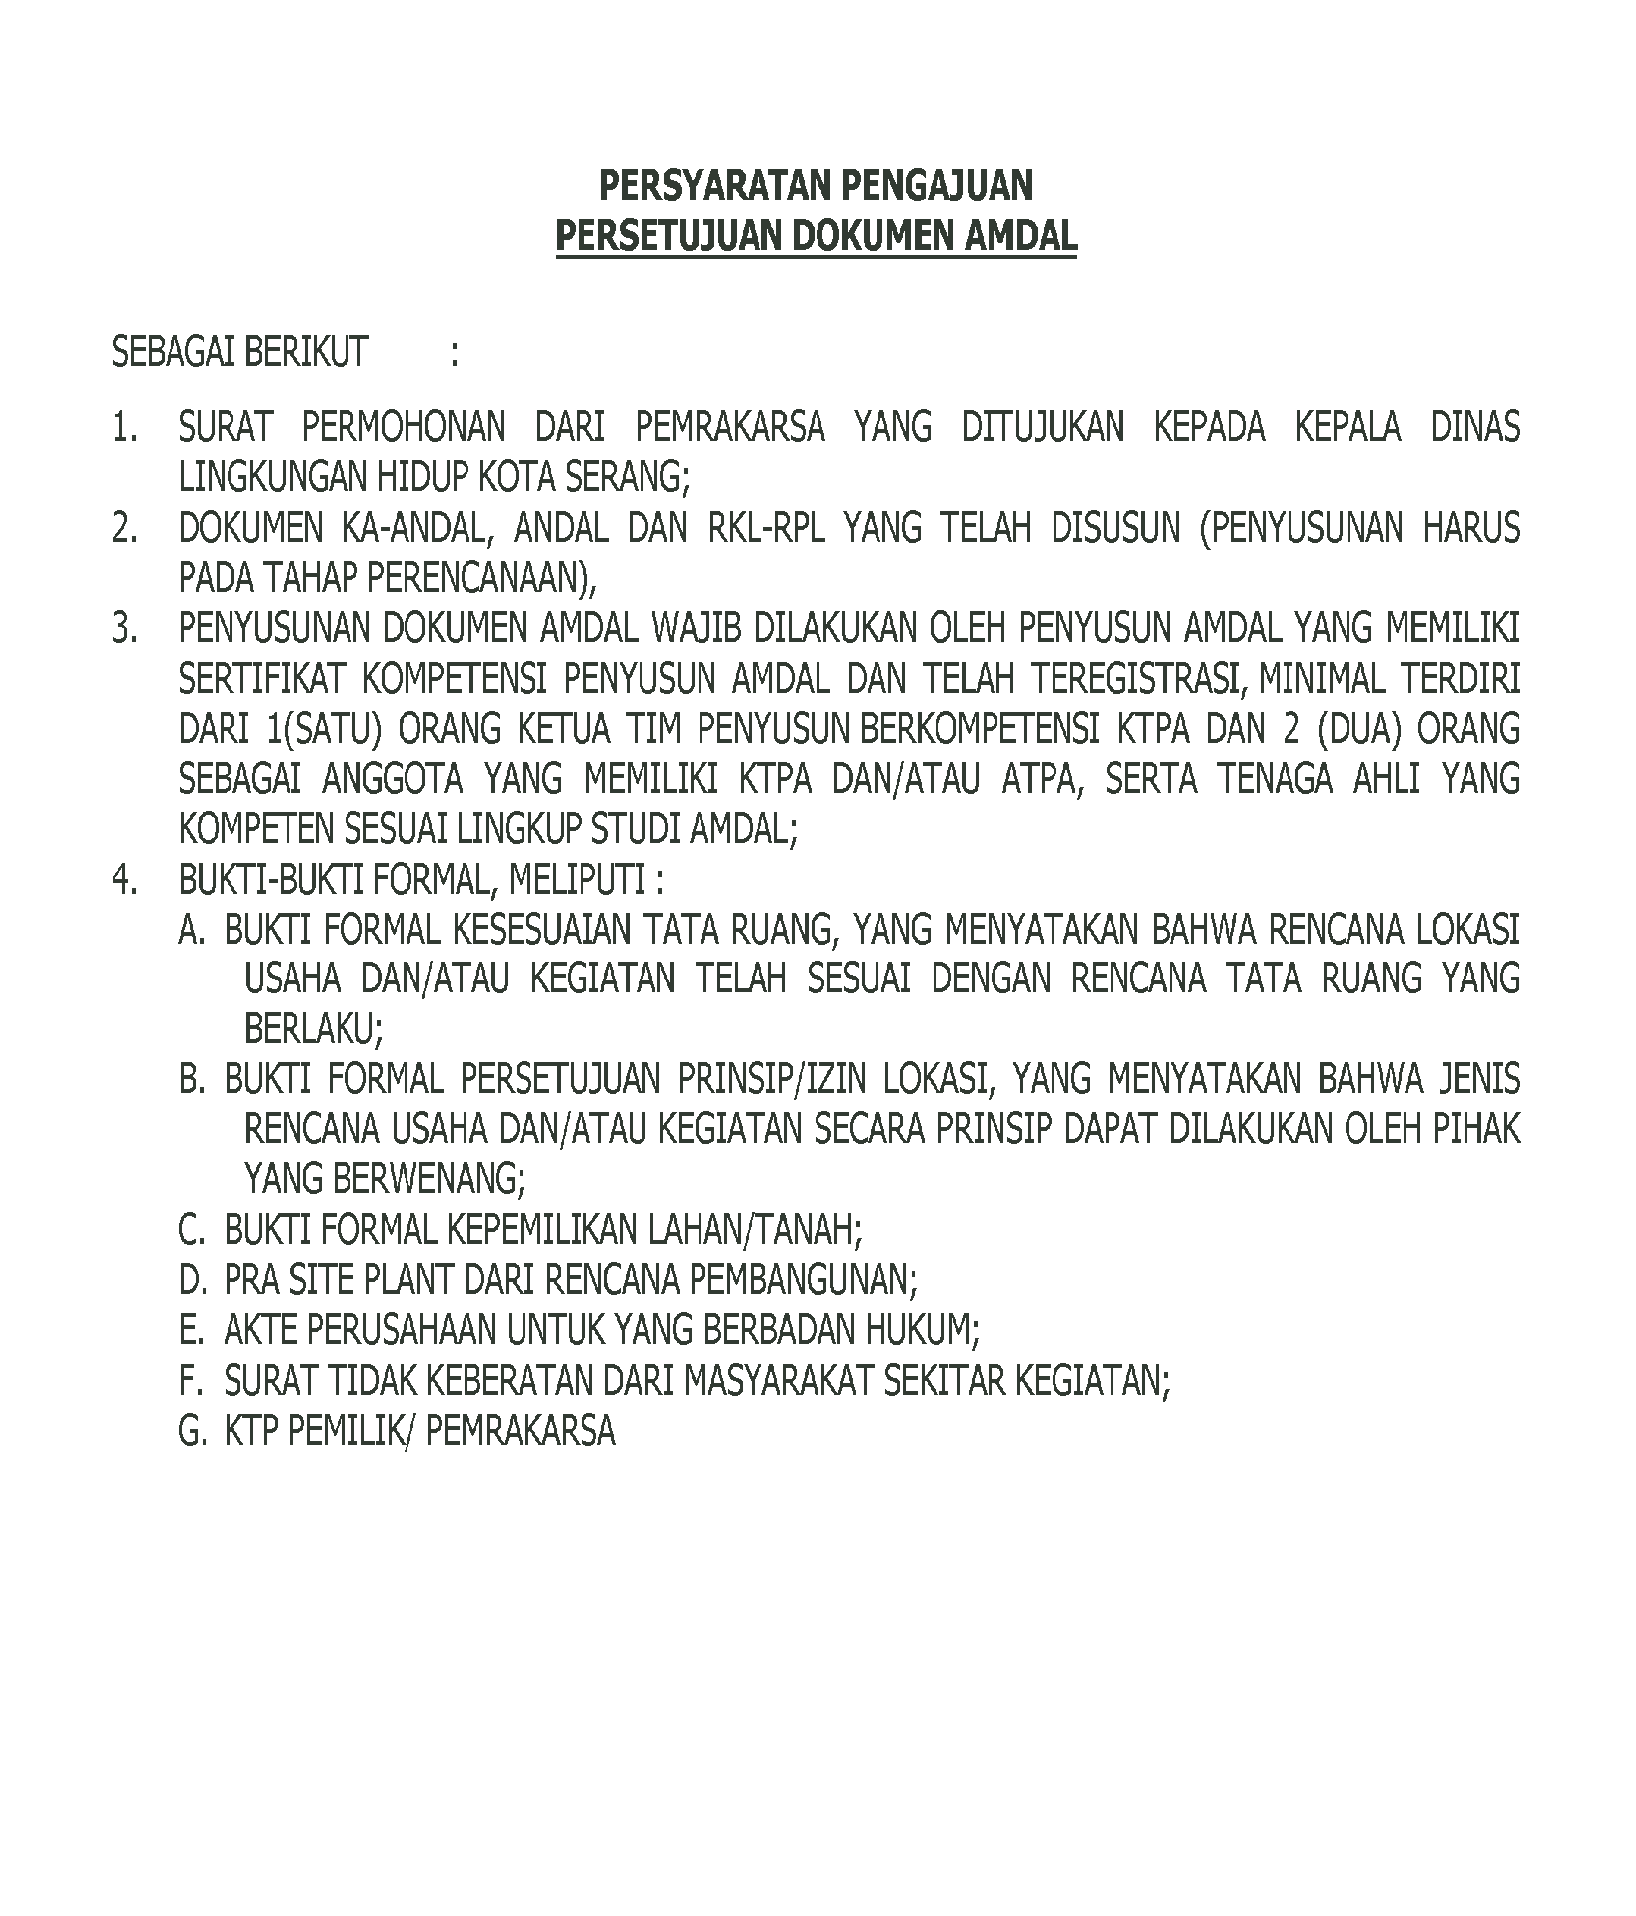 PERSYARATAN PENGAJUAN
PERSETUJUAN DOKUMEN AMDAL
SEBAGAI BERIKUT :
1. SURAT PERMOHONAN DARI PEMRAKARSA YANG DITUJUKAN KEPADA KEPALA DINAS
LINGKUNGAN HIDUP KOTA SERANG;
2. DOKUMEN KA-ANDAL, ANDAL DAN RKL-RPL YANG TELAH DISUSUN (PENYUSUNAN HARUS
PADA TAHAP PERENCANAAN),
3. PENYUSUNAN DOKUMEN AMDAL WAJIB DILAKUKAN OLEH PENYUSUN AMDAL YANG MEMILIKI
SERTIFIKAT KOMPETENSI PENYUSUN AMDAL DAN TELAH TEREGISTRASI, MINIMAL TERDIRI
DARI 1(SATU) ORANG KETUA TIM PENYUSUN BERKOMPETENSI KTPA DAN 2 (DUA) ORANG
SEBAGAI ANGGOTA YANG MEMILIKI KTPA DAN/ATAU ATPA, SERTA TENAGA AHLI YANG
KOMPETEN SESUAI LINGKUP STUDI AMDAL;
4. BUKTI-BUKTI FORMAL, MELIPUTI :
A. BUKTI FORMAL KESESUAIAN TATA RUANG, YANG MENYATAKAN BAHWA RENCANA LOKASI
USAHA DAN/ATAU KEGIATAN TELAH SESUAI DENGAN RENCANA TATA RUANG YANG
BERLAKU;
B. BUKTI FORMAL PERSETUJUAN PRINSIP/IZIN LOKASI, YANG MENYATAKAN BAHWA JENIS
RENCANA USAHA DAN/ATAU KEGIATAN SECARA PRINSIP DAPAT DILAKUKAN OLEH PIHAK
YANG BERWENANG;
C. BUKTI FORMAL KEPEMILIKAN LAHAN/TANAH;
D. PRA SITE PLANT DARI RENCANA PEMBANGUNAN;
E. AKTE PERUSAHAAN UNTUK YANG BERBADAN HUKUM;
F. SURAT TIDAK KEBERATAN DARI MASYARAKAT SEKITAR KEGIATAN;
G. KTP PEMILIK/ PEMRAKARSA